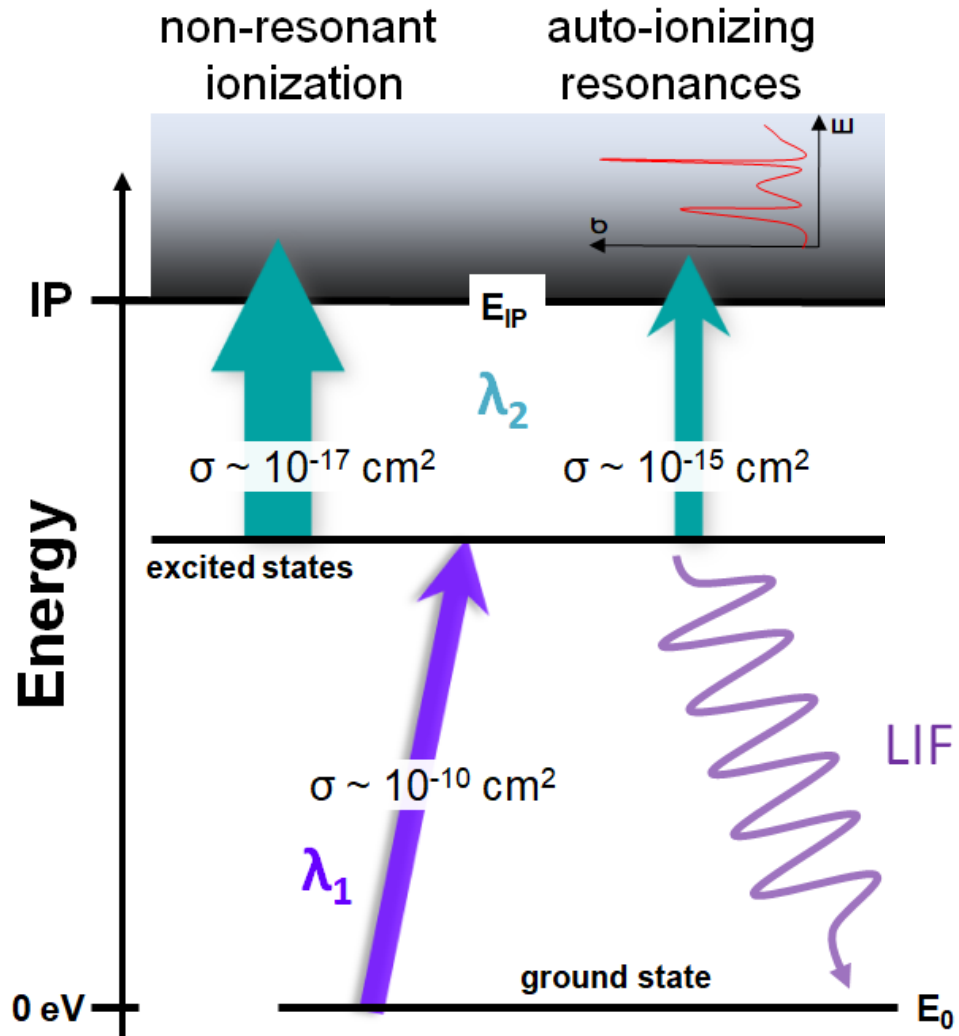 non-resonant
ionization
auto-ionizing
resonances
E
σ
IP
E_IP
λ₂
σ ~ 10⁻¹⁷ cm²
σ ~ 10⁻¹⁵ cm²
excited states
Energy
LIF
σ ~ 10⁻¹⁰ cm²
λ₁
ground state
0 eV
E₀